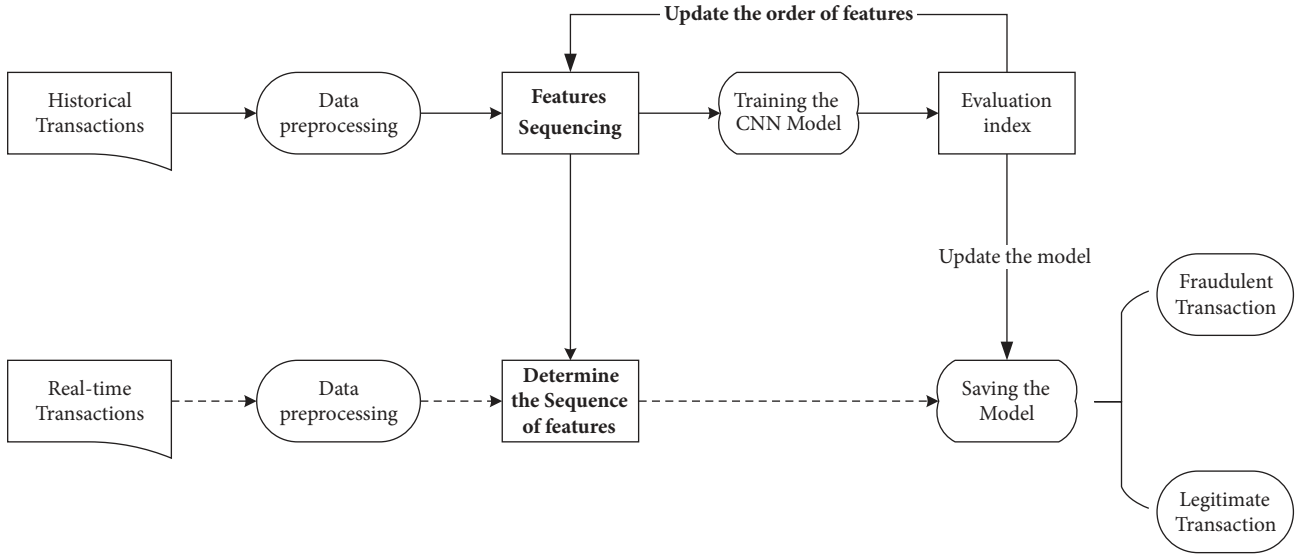 Update the order of features
Historical
Transactions
Data
preprocessing
Features
Sequencing
Training the
CNN Model
Evaluation
index
Update the model
Fraudulent
Transaction
Real-time
Transactions
Data
preprocessing
Determine
the Sequence
of features
Saving the
Model
Legitimate
Transaction